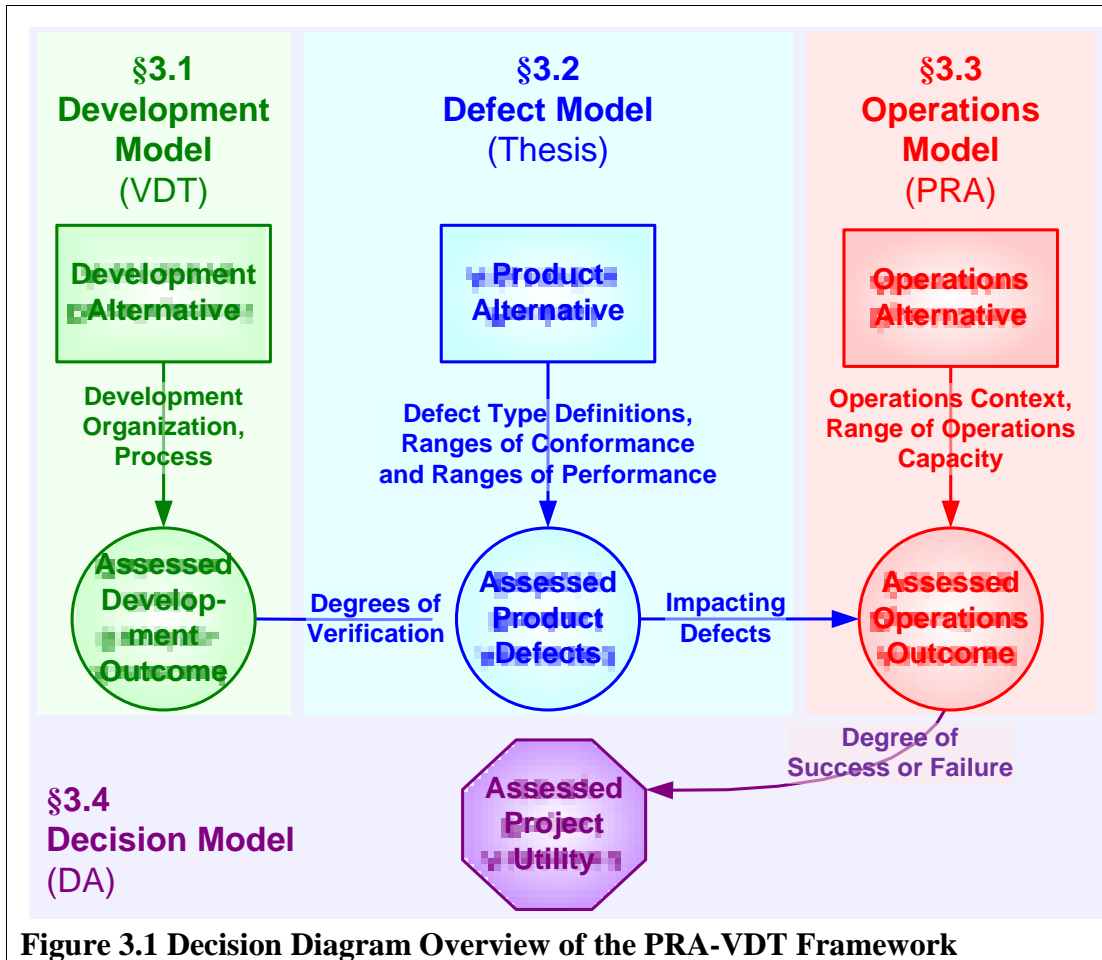 §3.1
Development
Model
(VDT)
§3.2
Defect Model
(Thesis)
§3.3
Operations
Model
(PRA)
Development
Alternative
Product
Alternative
Operations
Alternative
Development
Organization,
Process
Defect Type Definitions,
Ranges of Conformance
and Ranges of Performance
Operations Context,
Range of Operations
Capacity
Assessed
Develop-
ment
Outcome
Degrees of
Verification
Assessed
Product
Defects
Impacting
Defects
Assessed
Operations
Outcome
Degree of
Success or Failure
Assessed
Project
Utility
§3.4
Decision Model
(DA)
Figure 3.1 Decision Diagram Overview of the PRA-VDT Framework